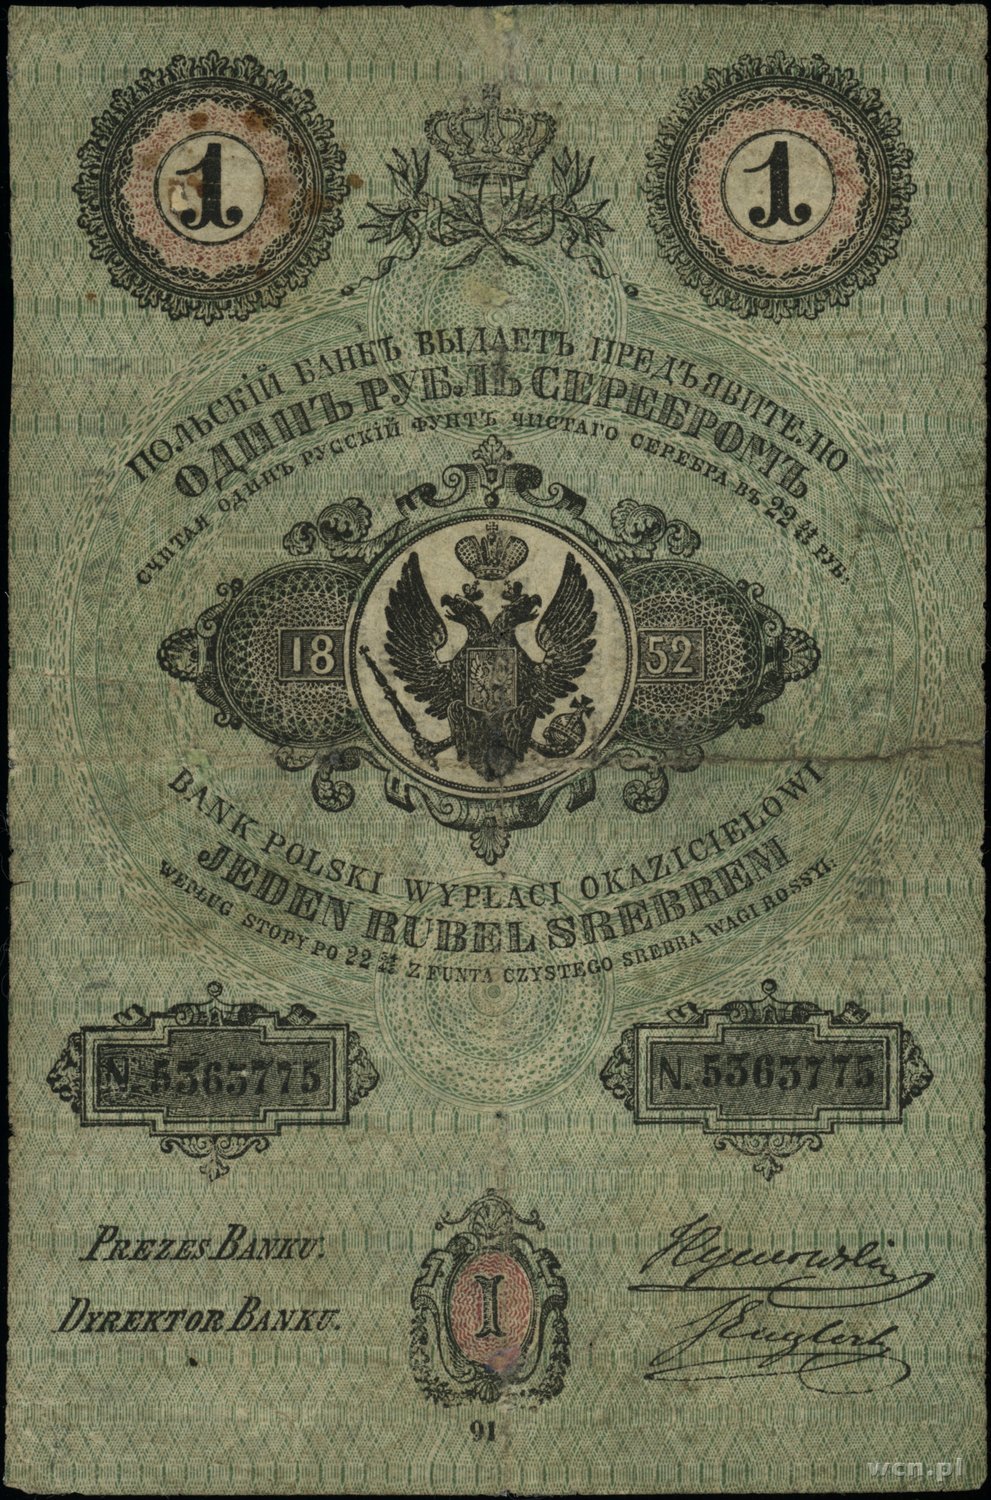 1 1
ПОЛЬСКІЙ БАНКЪ ВЫДАЕТЪ ПРЕДЪЯВИТЕЛЮ
ОДИНЪ РУБЛЬ СЕРЕБРОМЪ
СЧИТАЯ ОДИНЪ РУССКІЙ ФУНТЪ ЧИСТАГО СЕРЕБРА ВЪ 22 РУБ:
18 52
BANK POLSKI WYPŁACI OKAZICIELOWI
JEDEN RUBEL SREBREM
WEDŁUG STOPY PO 22 Z FUNTA CZYSTEGO SREBRA WAGI ROSSYI:
N. 5363775 N. 5363775
PREZES BANKU.
DYREKTOR BANKU.
1
91
wcn.pl